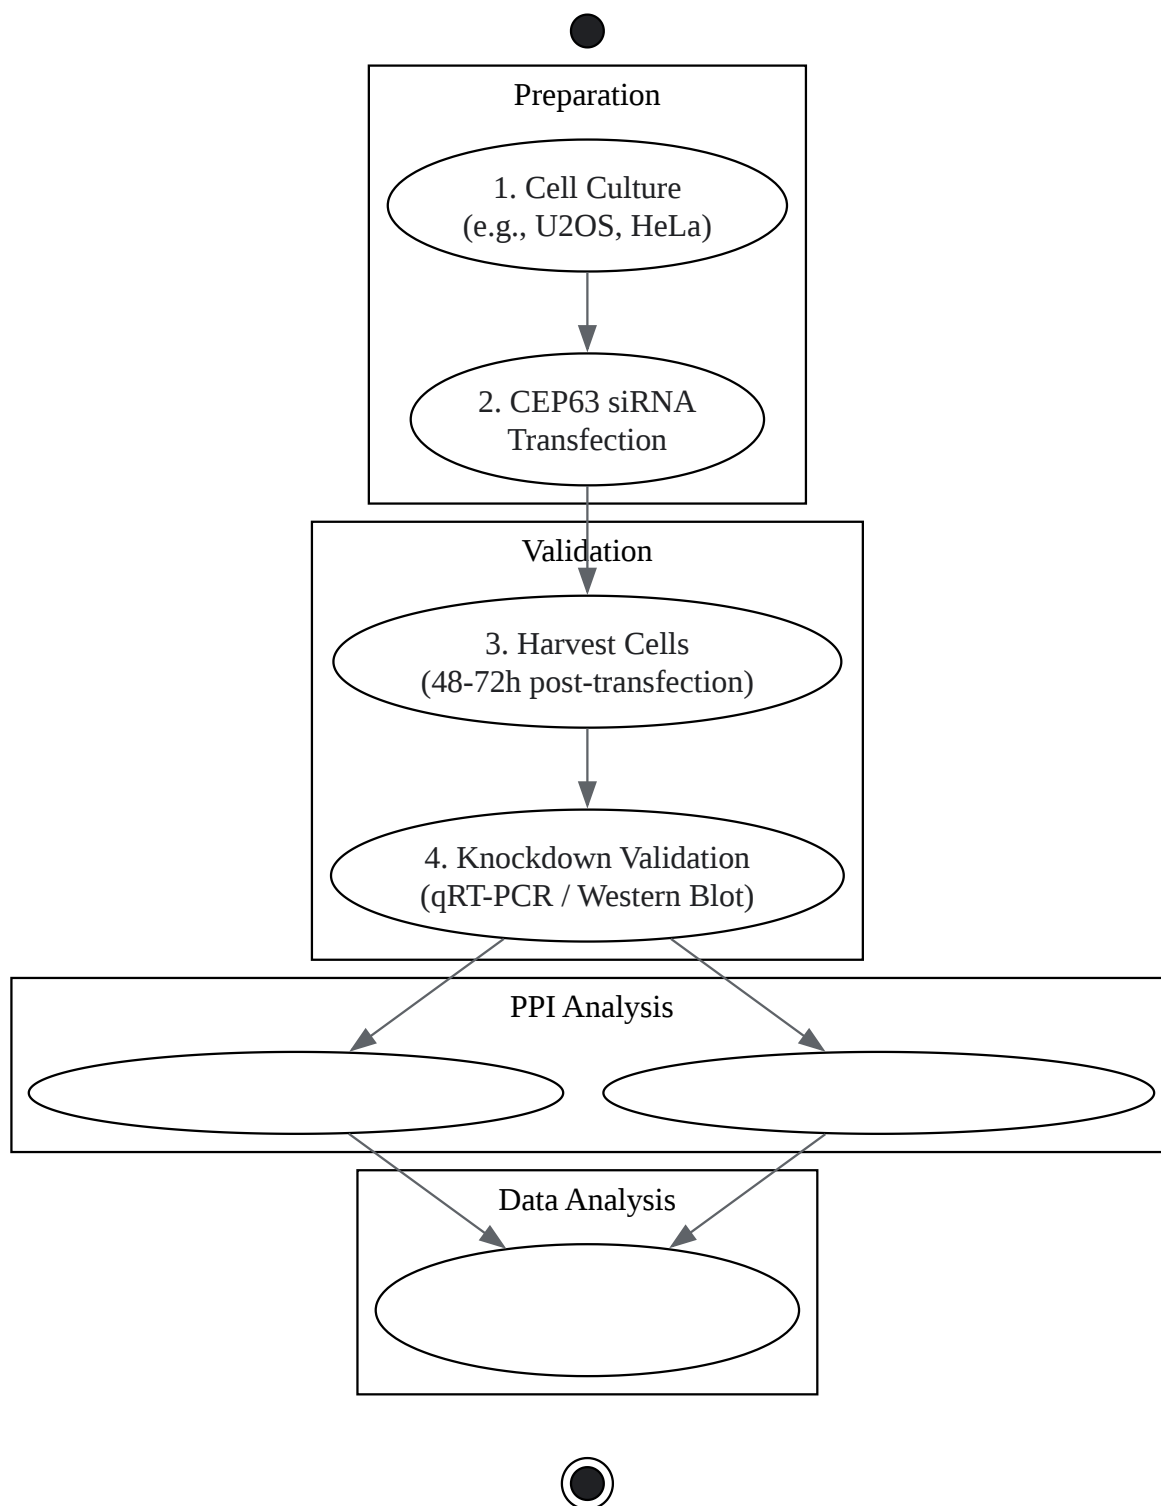 Preparation
1. Cell Culture
(e.g., U2OS, HeLa)
2. CEP63 siRNA
Transfection
Validation
3. Harvest Cells
(48-72h post-transfection)
4. Knockdown Validation
(qRT-PCR / Western Blot)
PPI Analysis
Data Analysis